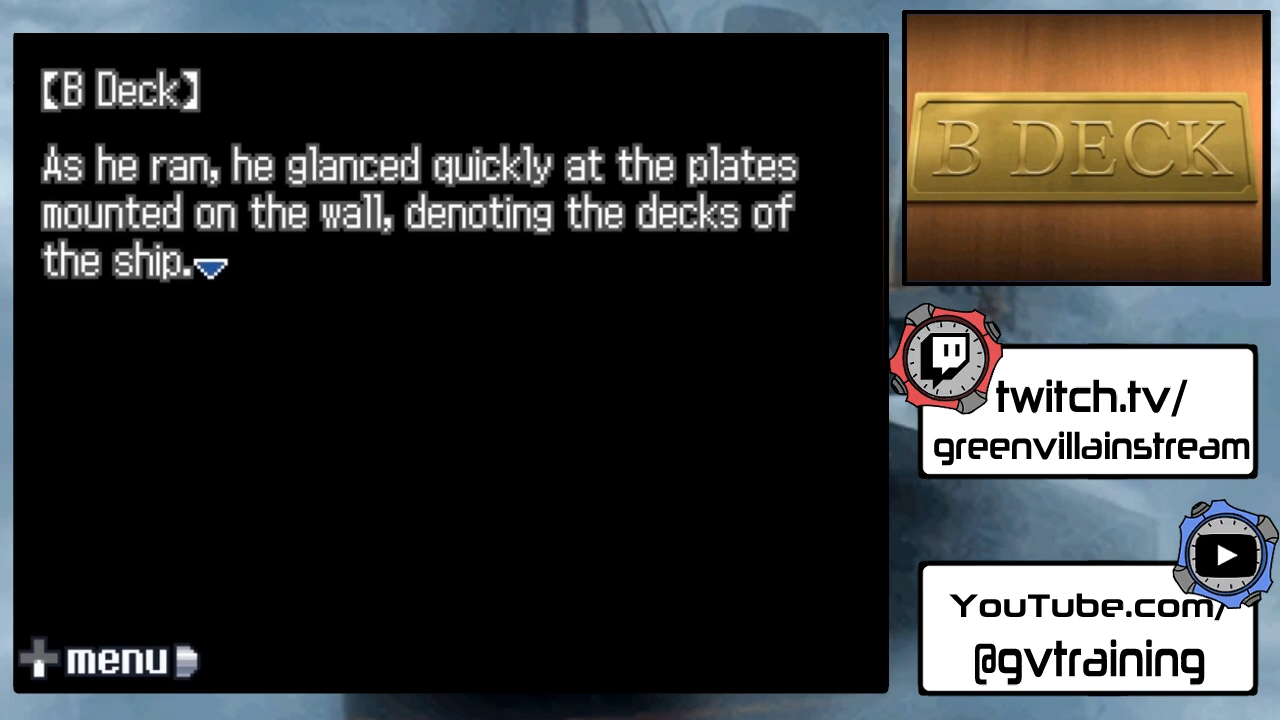 【B Deck】
As he ran, he glanced quickly at the plates
mounted on the wall, denoting the decks of
the ship.
menu
B DECK
twitch.tv/
greenvillainstream
YouTube.com/
@gvtraining